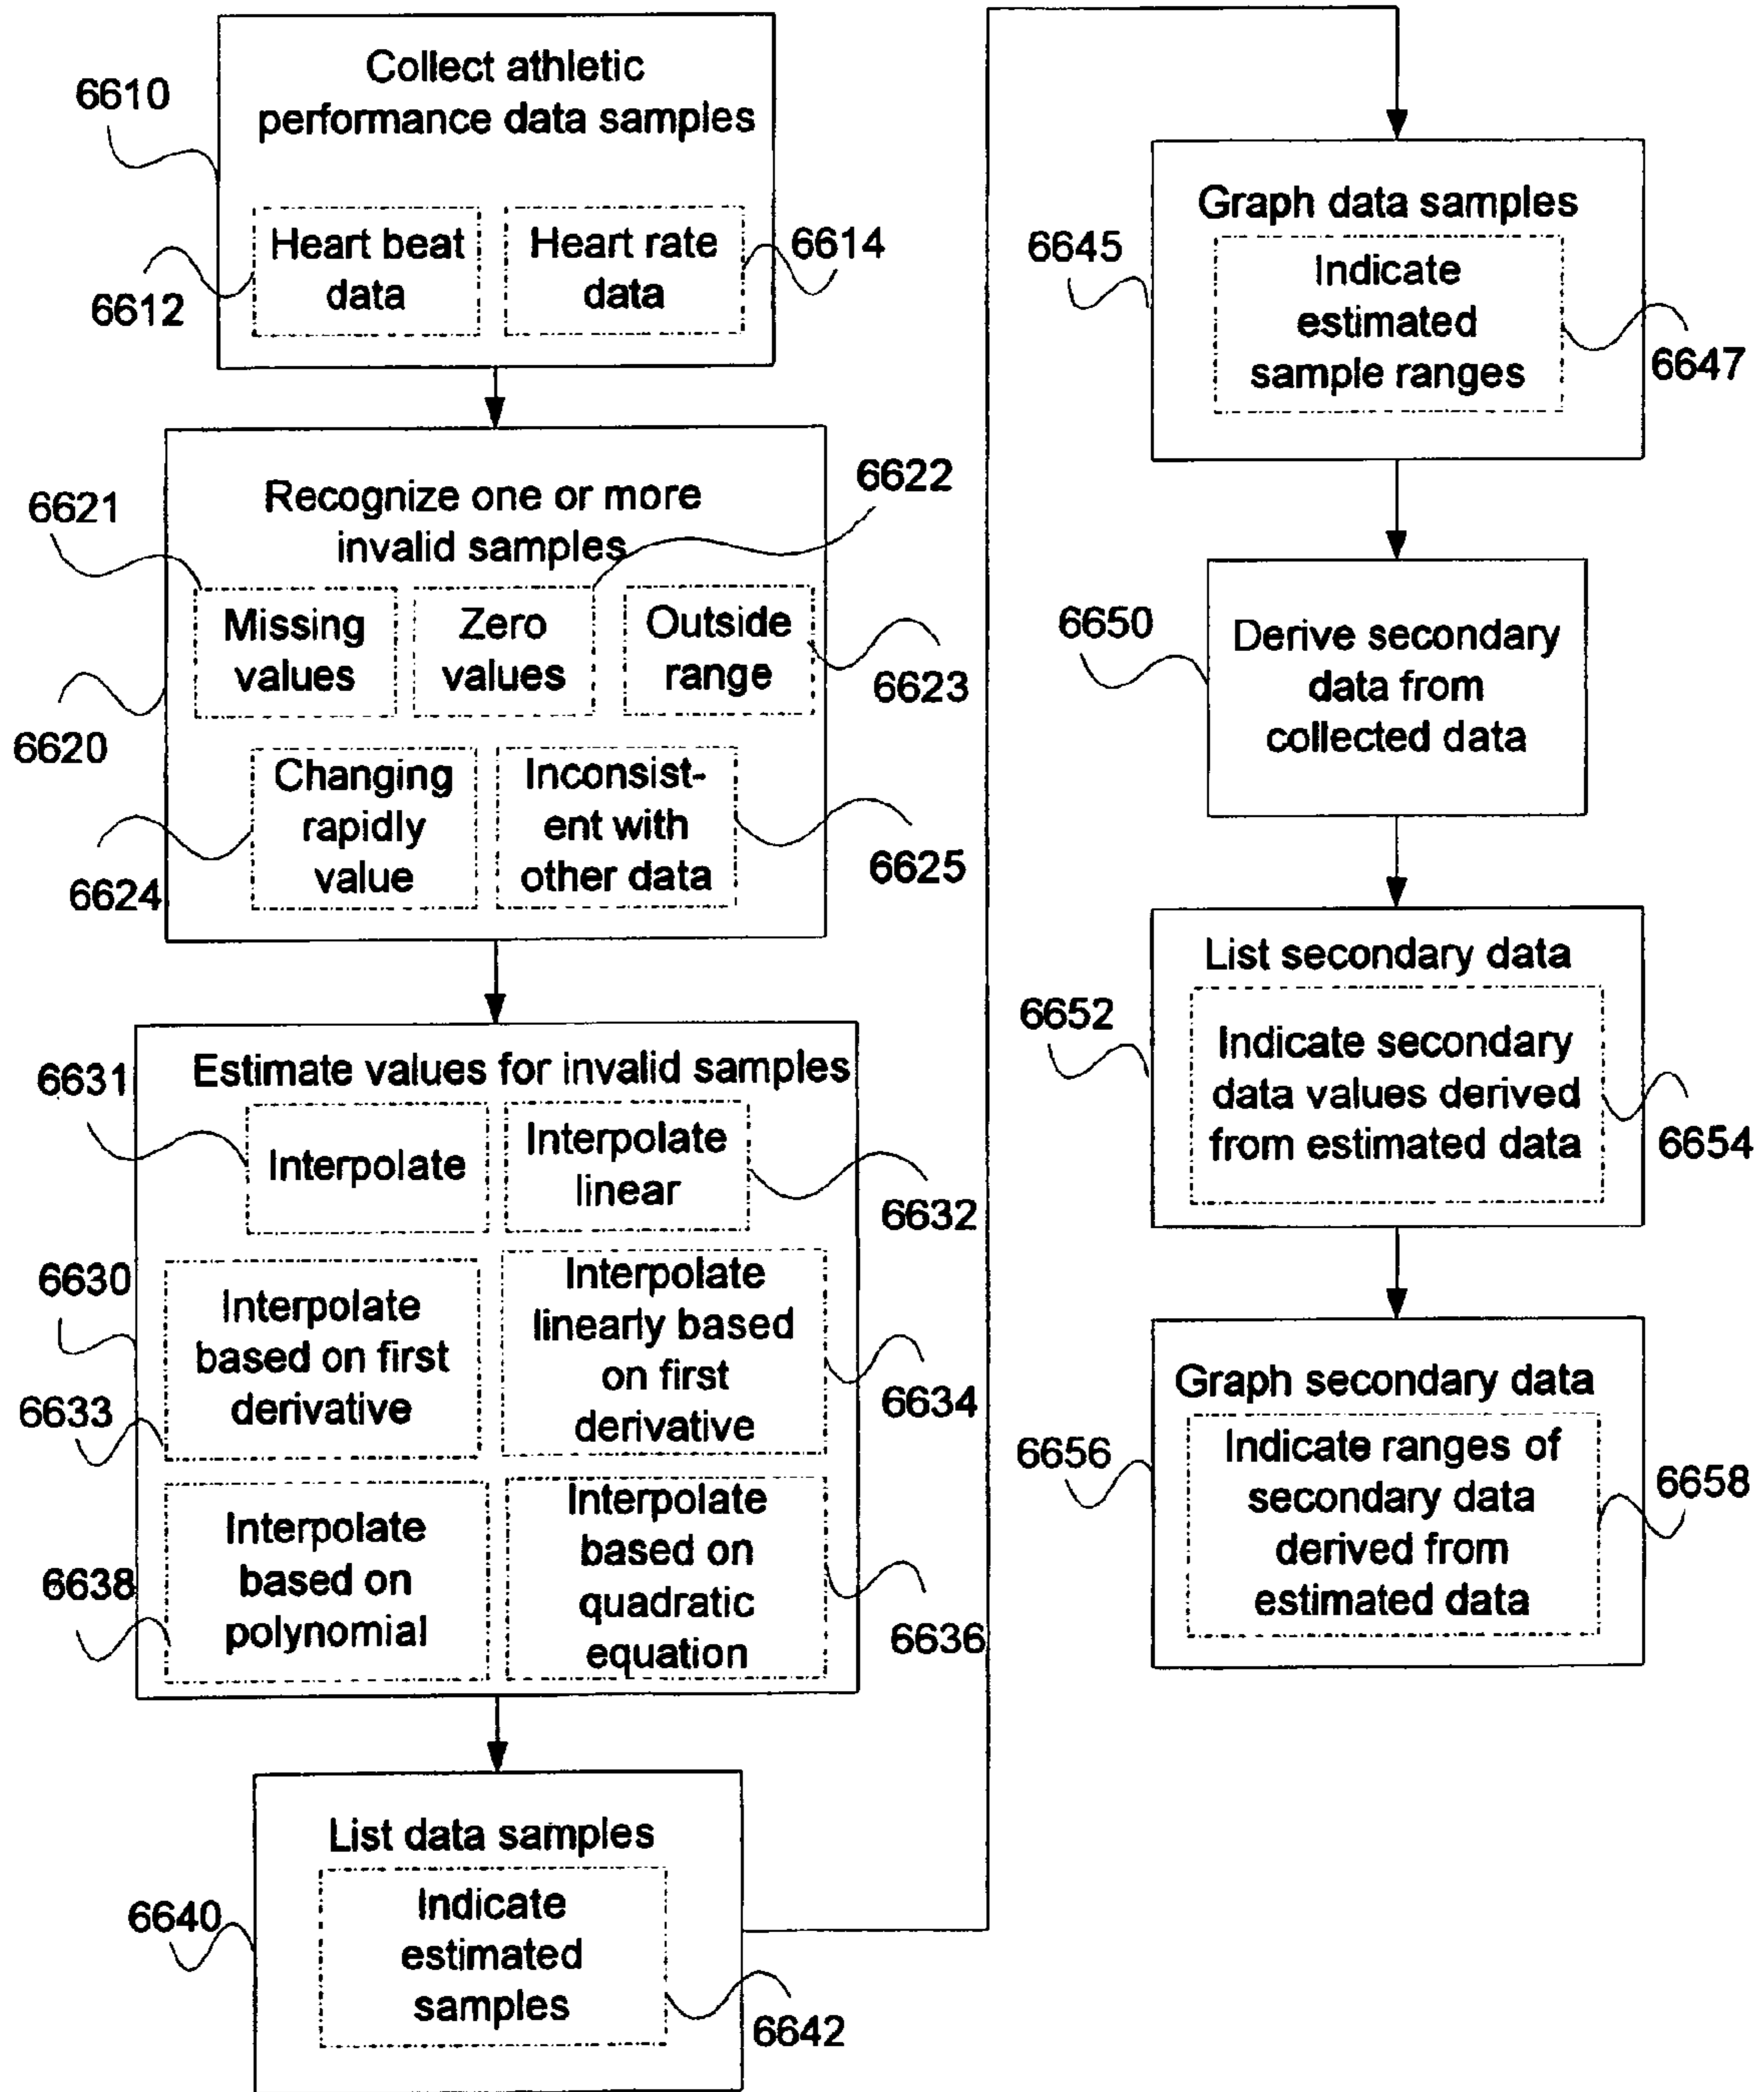 6610
Collect athletic
performance data samples
6612
Heart beat
data
Heart rate
data
6614
6620
Recognize one or more
invalid samples
6621
Missing
values
6622
Zero
values
Outside
range
6623
6624
Changing
rapidly
value
Inconsist-
ent with
other data
6625
6630
Estimate values for invalid samples
6631
Interpolate
Interpolate
linear
6632
6633
Interpolate
based on first
derivative
Interpolate
linearly based
on first
derivative
6634
6638
Interpolate
based on
polynomial
Interpolate
based on
quadratic
equation
6636
6640
List data samples
Indicate
estimated
samples
6642
6645
Graph data samples
Indicate
estimated
sample ranges
6647
6650
Derive secondary
data from
collected data
6652
List secondary data
Indicate secondary
data values derived
from estimated data
6654
6656
Graph secondary data
Indicate ranges of
secondary data
derived from
estimated data
6658